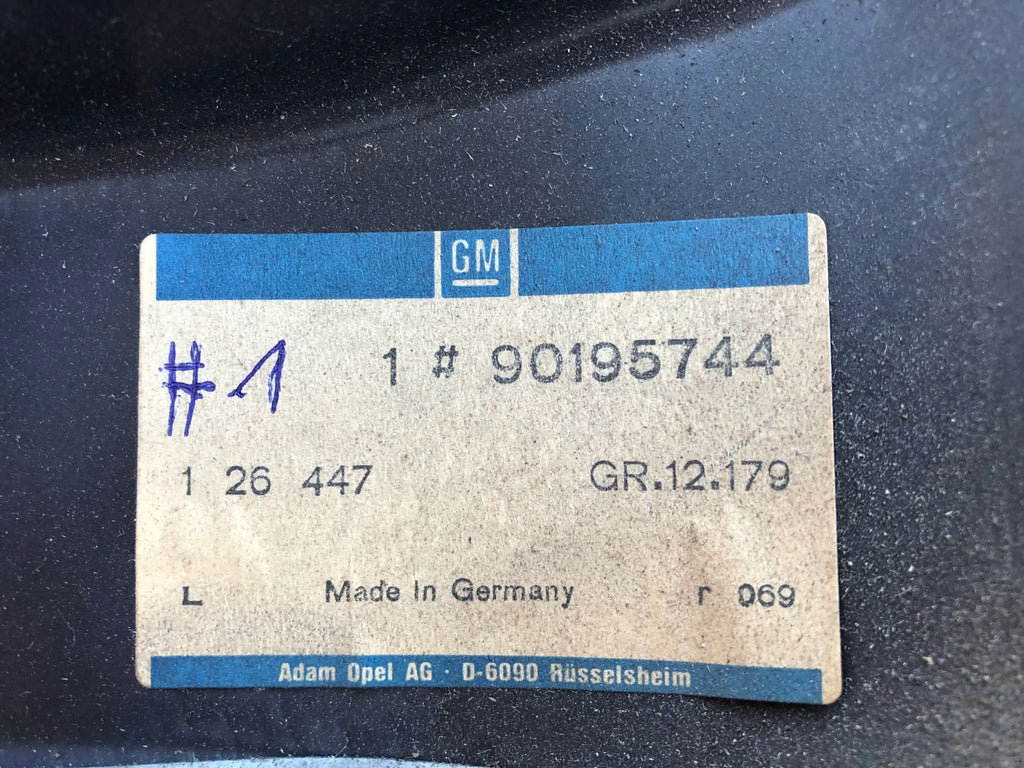 GM
#1
1 # 90195744
1 26 447 GR.12.179
L Made In Germany r 069
Adam Opel AG · D-6090 Rüsselsheim